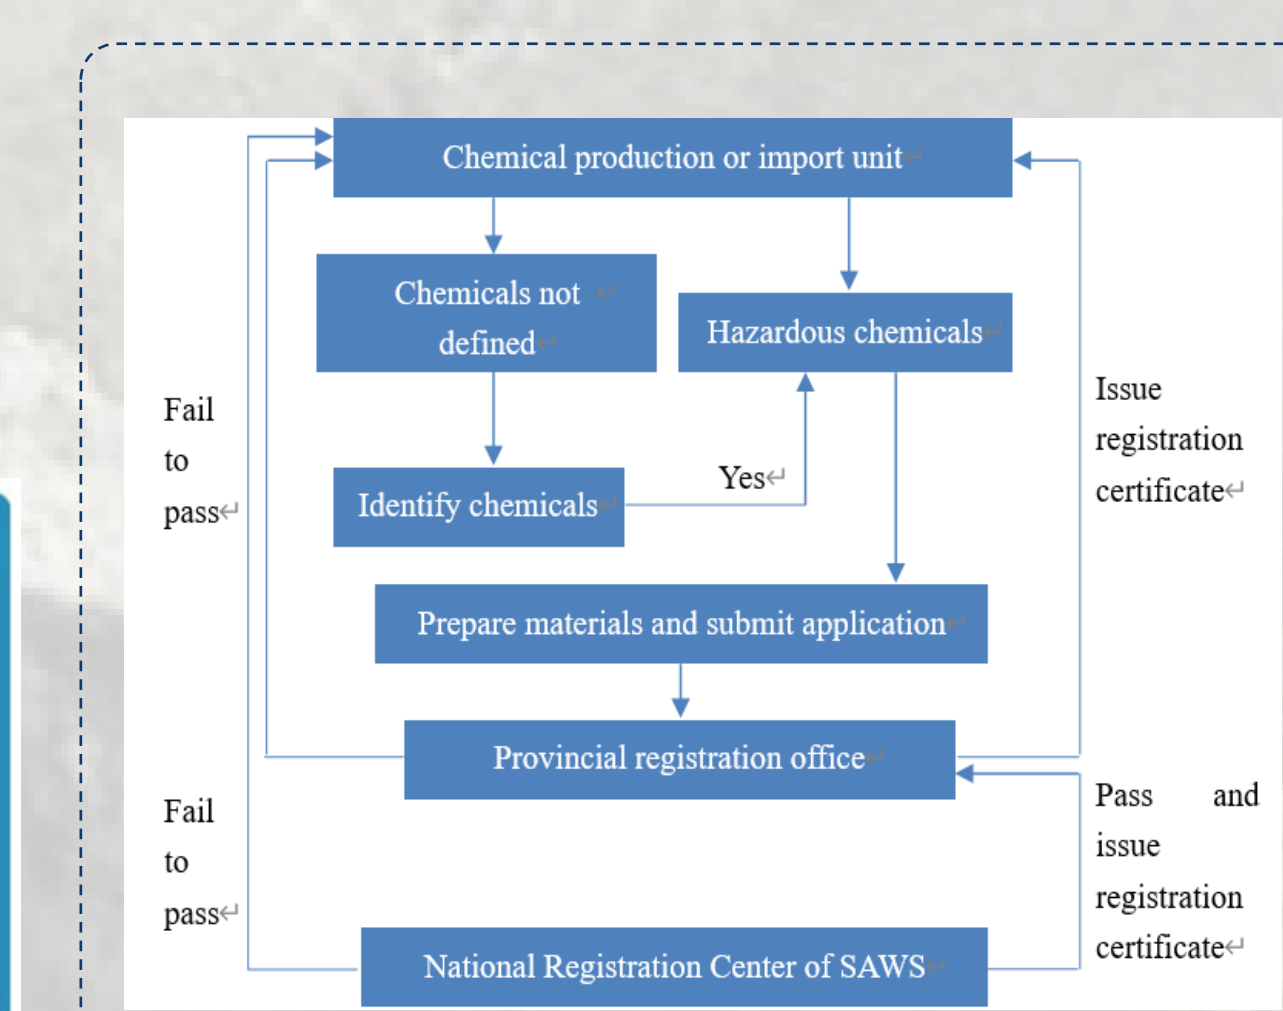 Chemical production or import unit
Chemicals not
defined
Hazardous chemicals
Fail
to
pass
Issue
registration
certificate
Yes
Identify chemicals
Prepare materials and submit application
Provincial registration office
Fail
to
pass
Pass and
issue
registration
certificate
National Registration Center of SAWS